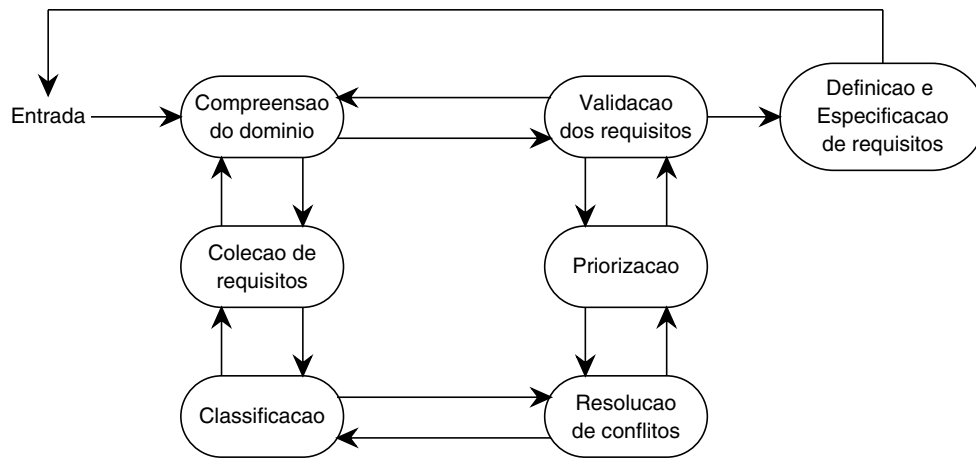 Entrada
Compreensao
do dominio
Validacao
dos requisitos
Definicao e
Especificacao
de requisitos
Colecao de
requisitos
Priorizacao
Classificacao
Resolucao
de conflitos